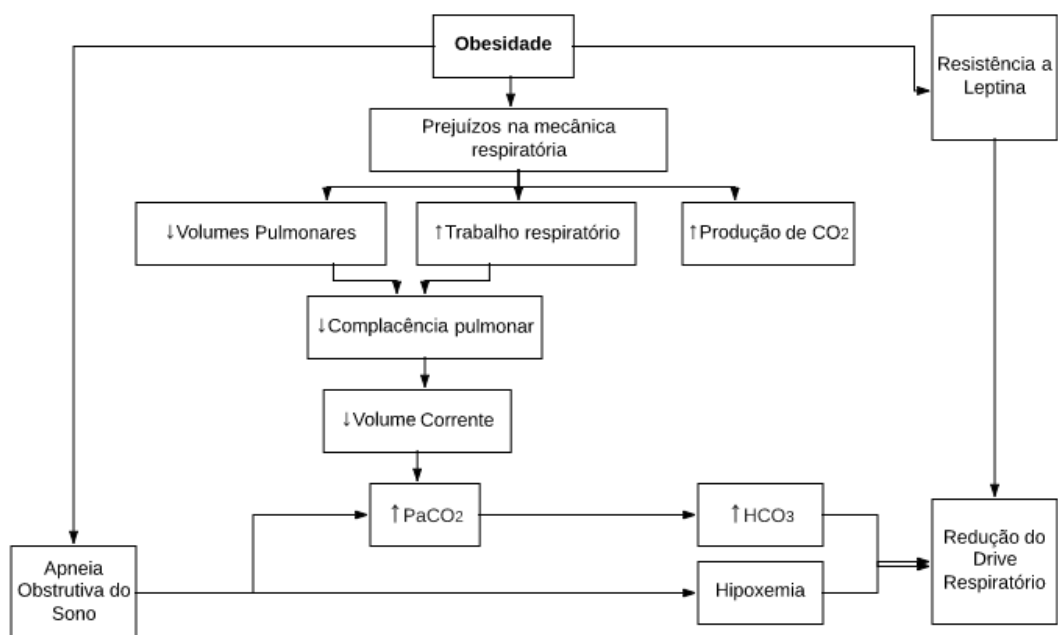 Obesidade
Resistência a
Leptina
Prejuízos na mecânica
respiratória
↓Volumes Pulmonares
↑Trabalho respiratório
↑Produção de CO2
↓Complacência pulmonar
↓Volume Corrente
↑PaCO2
↑HCO3
Redução do
Drive
Respiratório
Apneia
Obstrutiva do
Sono
Hipoxemia